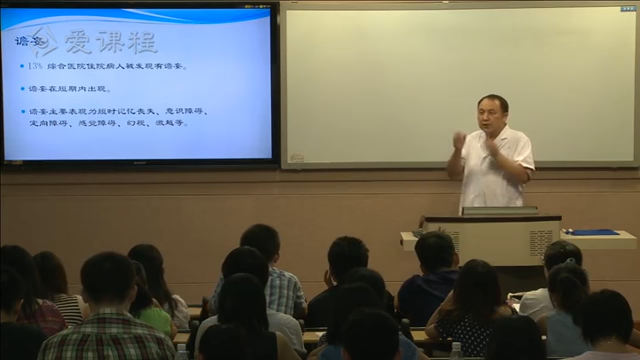 谵妄
爱课程
13% 综合医院住院病人被发现有谵妄。
谵妄在短期内出现。
谵妄主要表现为短时记忆丧失、意识障碍、
定向障碍、感觉障碍、幻视、激越等。